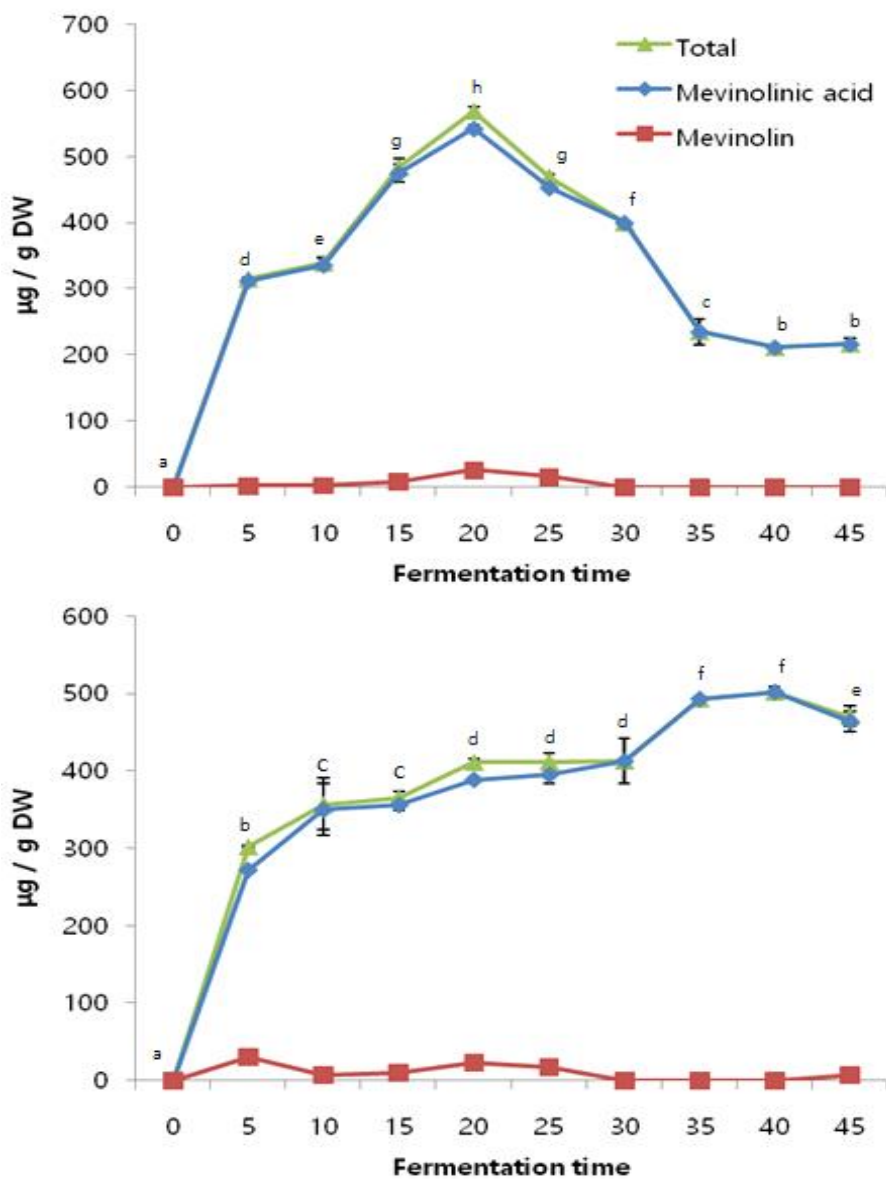 700
600
500
400
300
200
100
0
µg / g DW
Total
Mevinolinic acid
Mevinolin
a
d
e
g
h
g
f
c
b
b
0 5 10 15 20 25 30 35 40 45
Fermentation time
600
500
400
300
200
100
0
µg / g DW
a
b
C
C
d
d
d
f
f
e
0 5 10 15 20 25 30 35 40 45
Fermentation time